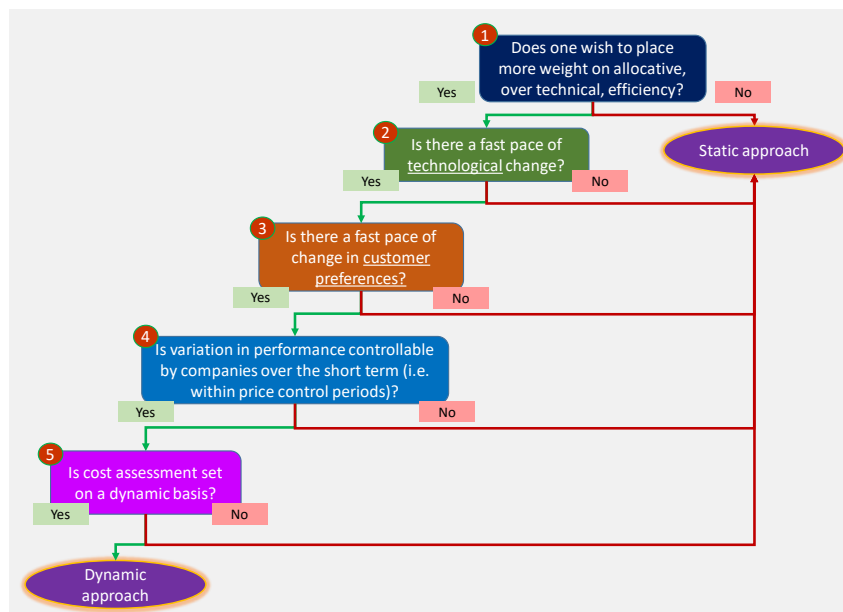 1
Does one wish to place
more weight on allocative,
over technical, efficiency?
Yes
No
2
Is there a fast pace of
technological change?
Static approach
Yes
No
3
Is there a fast pace of
change in customer
preferences?
Yes
No
4
Is variation in performance controllable
by companies over the short term (i.e.
within price control periods)?
Yes
No
5
Is cost assessment set
on a dynamic basis?
Yes
No
Dynamic
approach